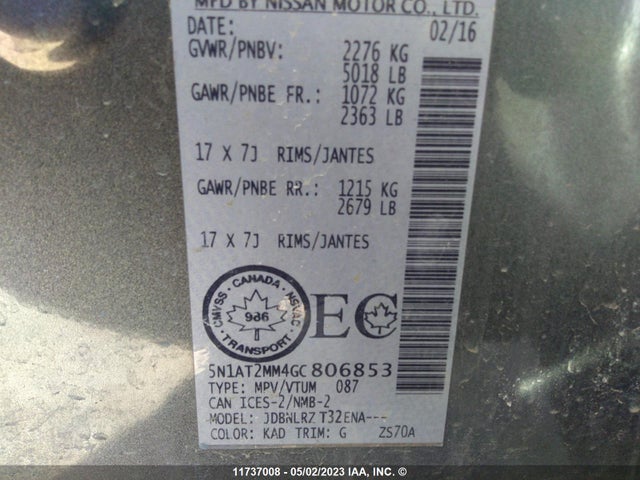 MFD BY NISSAN MOTOR CO., LTD.
DATE: 02/16
GVWR/PNBV: 2276 KG
5018 LB
GAWR/PNBE FR.: 1072 KG
2363 LB
17 X 7J RIMS/JANTES
GAWR/PNBE RR.: 1215 KG
2679 LB
17 X 7J RIMS/JANTES
CANADA
CMVSS NSVAC
986
TRANSPORT
EC
5N1AT2MM4GC806853
TYPE: MPV/VTUM 087
CAN ICES-2/NMB-2
MODEL: JDBNLRZ T32ENA---
COLOR: KAD TRIM: G ZS70A
11737008 - 05/02/2023 IAA, Inc.